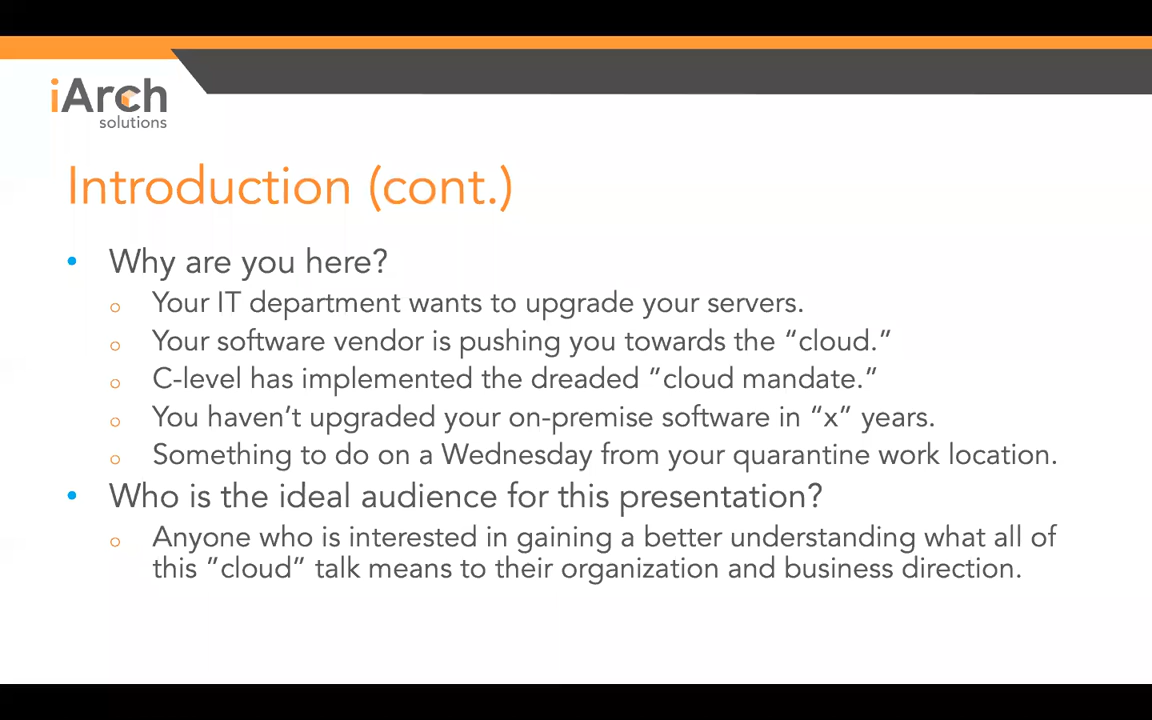 iArch
solutions
Introduction (cont.)
• Why are you here?
o Your IT department wants to upgrade your servers.
o Your software vendor is pushing you towards the “cloud.”
o C-level has implemented the dreaded “cloud mandate.”
o You haven’t upgraded your on-premise software in “x” years.
o Something to do on a Wednesday from your quarantine work location.
• Who is the ideal audience for this presentation?
o Anyone who is interested in gaining a better understanding what all of
this “cloud” talk means to their organization and business direction.